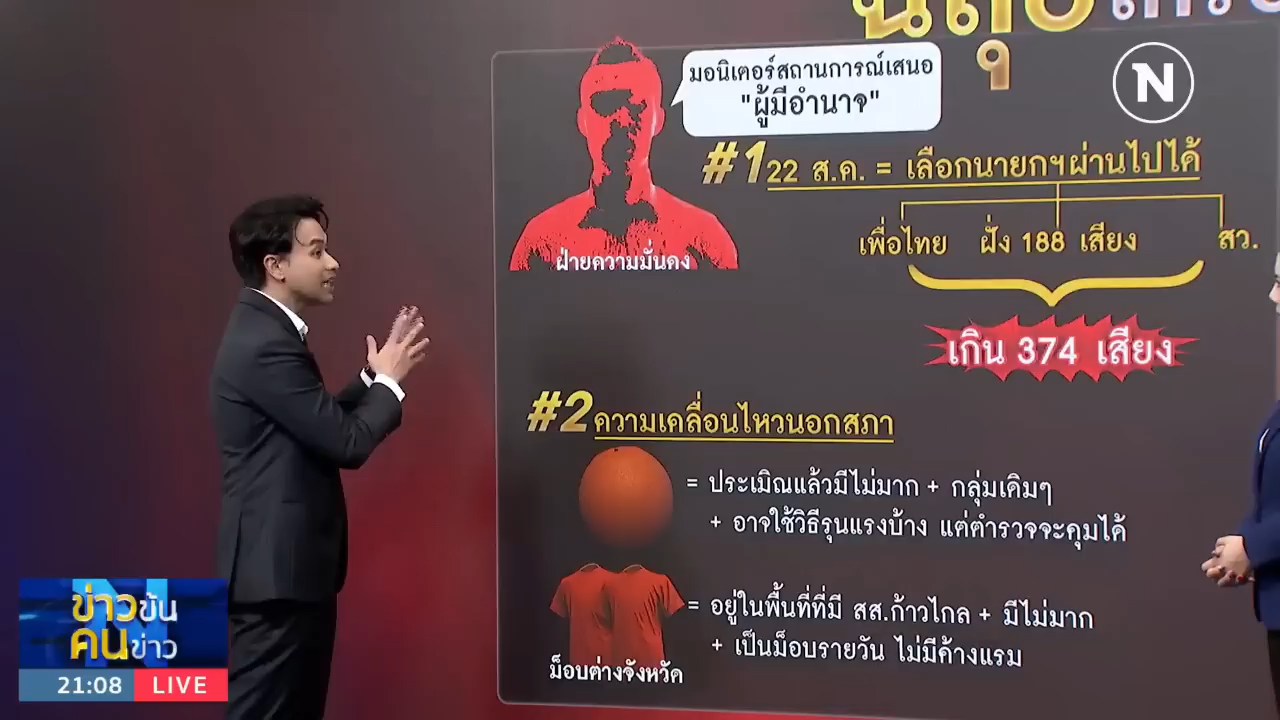 มอนิเตอร์สถานการณ์เสนอ
"ผู้มีอำนาจ"
N
#1 22 ส.ค. = เลือกนายกฯผ่านไปได้
เพื่อไทย ฝั่ง 188 เสียง สว.
ฝ่ายความมั่นคง
เกิน 374 เสียง
#2 ความเคลื่อนไหวนอกสภา
= ประเมิณแล้วมีไม่มาก + กลุ่มเดิมๆ
+ อาจใช้วิธีรุนแรงบ้าง แต่ตำรวจจะคุมได้
= อยู่ในพื้นที่ที่มี สส.ก้าวไกล + มีไม่มาก
+ เป็นม็อบรายวัน ไม่มีค้างแรม
ม็อบต่างจังหวัด
ข่าวข้น
คนข่าว
21:08 LIVE